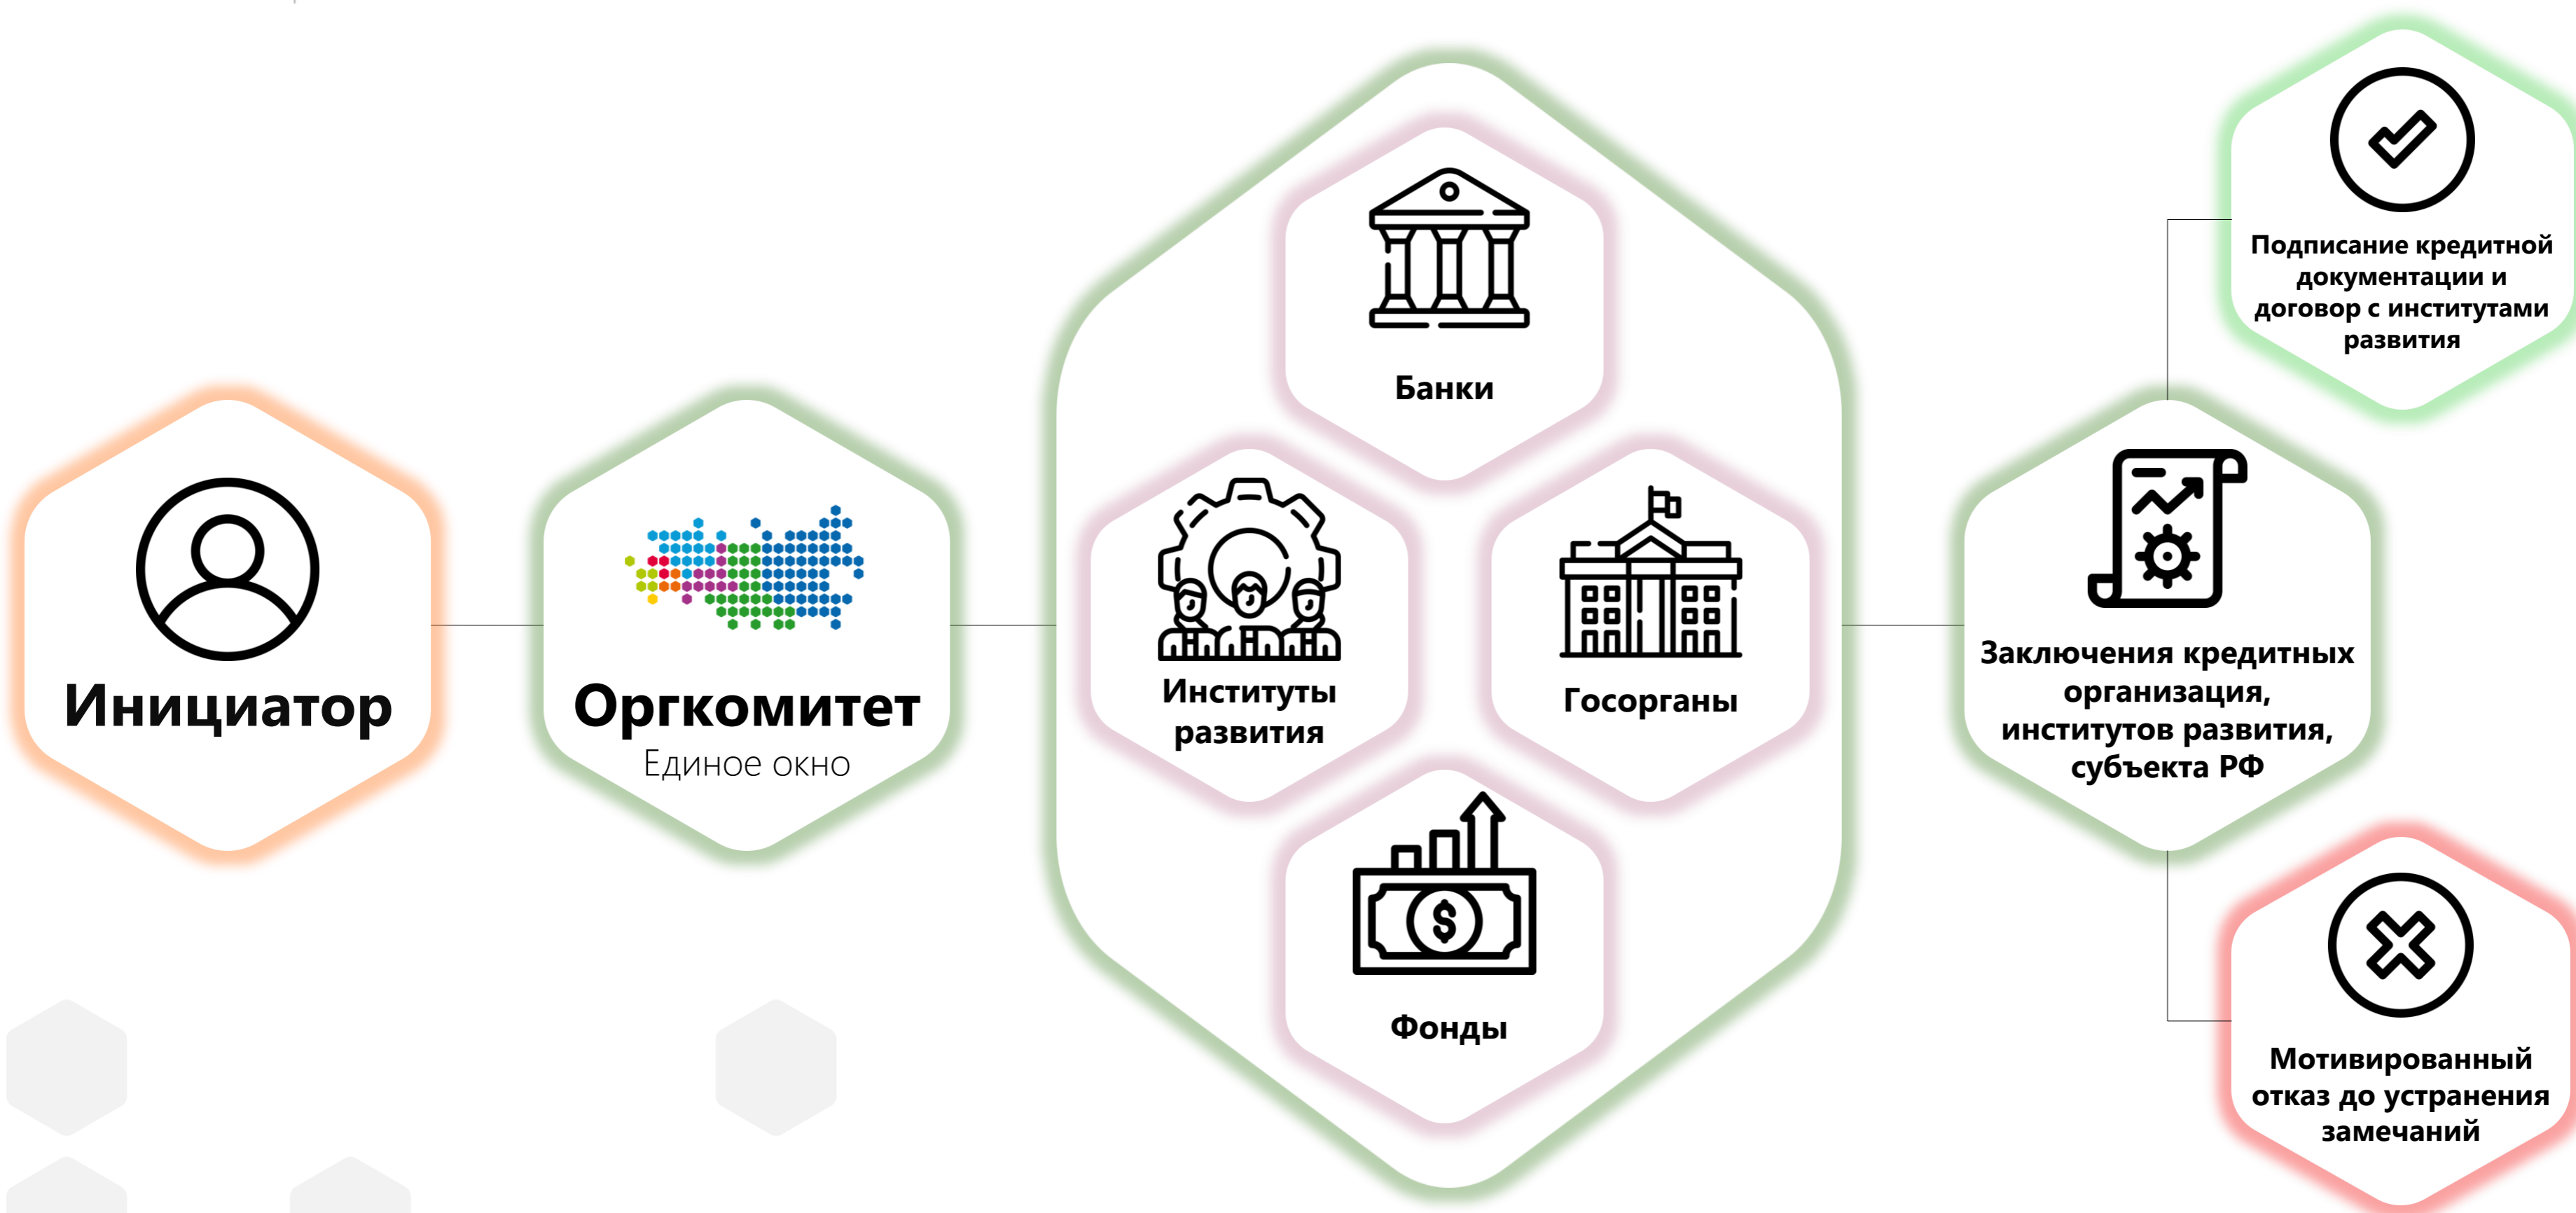 Инициатор
Оргкомитет
Единое окно
Банки
Институты
развития
Госорганы
Фонды
Заключения кредитных
организация,
институтов развития,
субъекта РФ
Подписание кредитной
документации и
договор с институтами
развития
Мотивированный
отказ до устранения
замечаний